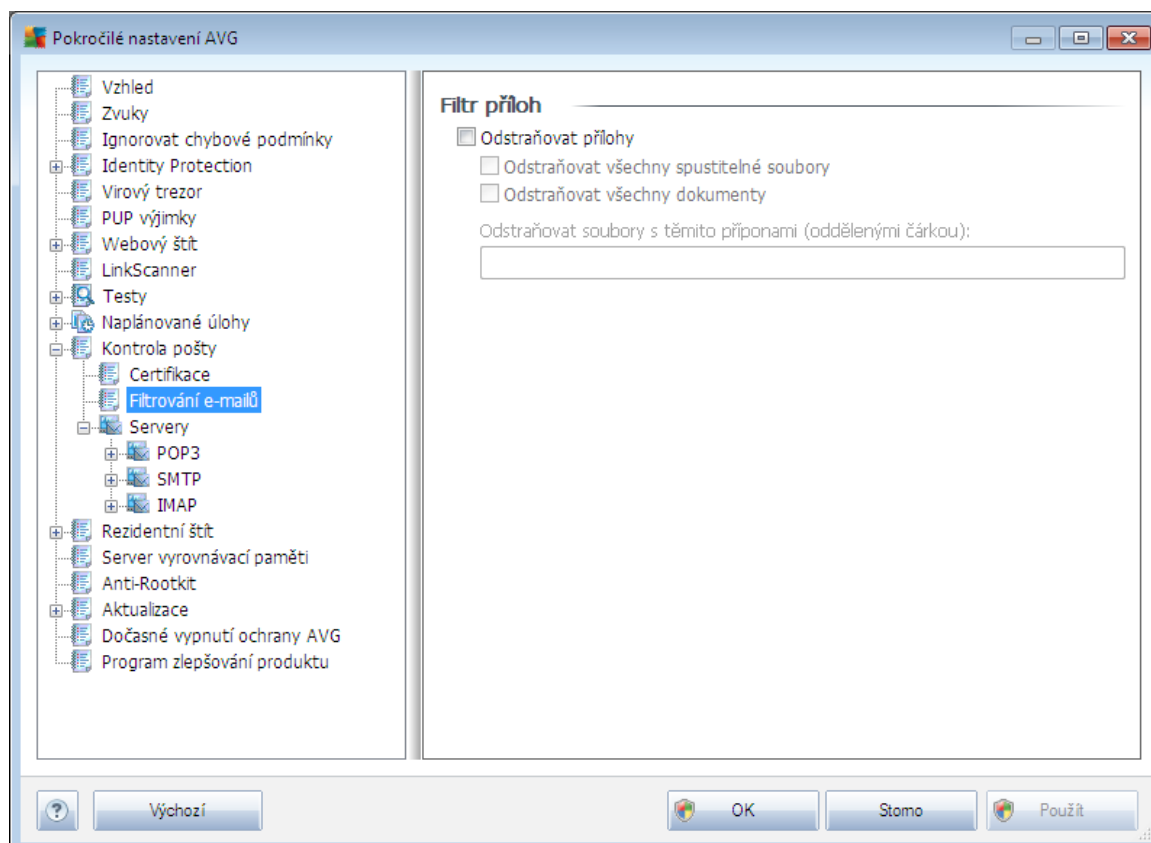 Pokročilé nastavení AVG
Vzhled
Zvuky
Ignorovat chybové podmínky
Identity Protection
Virový trezor
PUP výjimky
Webový štít
LinkScanner
Testy
Naplánované úlohy
Kontrola pošty
Certifikace
Filtrování e-mailů
Servery
POP3
SMTP
IMAP
Rezidentní štít
Server vyrovnávací paměti
Anti-Rootkit
Aktualizace
Dočasné vypnutí ochrany AVG
Program zlepšování produktu
Filtr příloh
Odstraňovat přílohy
Odstraňovat všechny spustitelné soubory
Odstraňovat všechny dokumenty
Odstraňovat soubory s těmito příponami (oddělenými čárkou):
?
Výchozí
OK
Storno
Použít